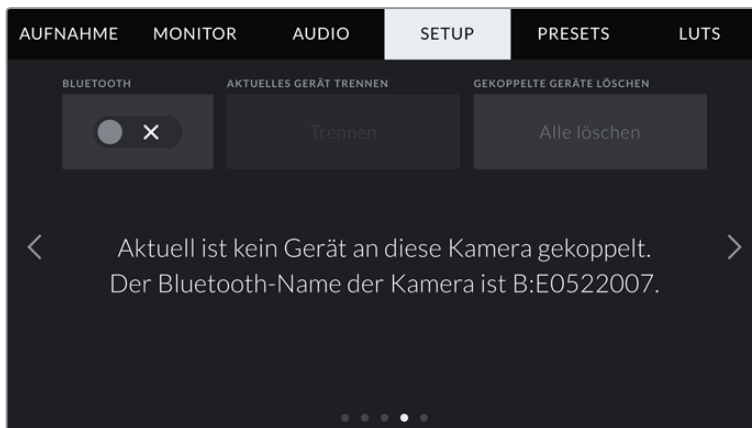 AUFNAHME MONITOR AUDIO SETUP PRESETS LUTS
BLUETOOTH AKTUELLES GERÄT TRENNEN GEKOPPELTE GERÄTE LÖSCHEN
Trennen Alle löschen
Aktuell ist kein Gerät an diese Kamera gekoppelt.
Der Bluetooth-Name der Kamera ist B:E0522007.